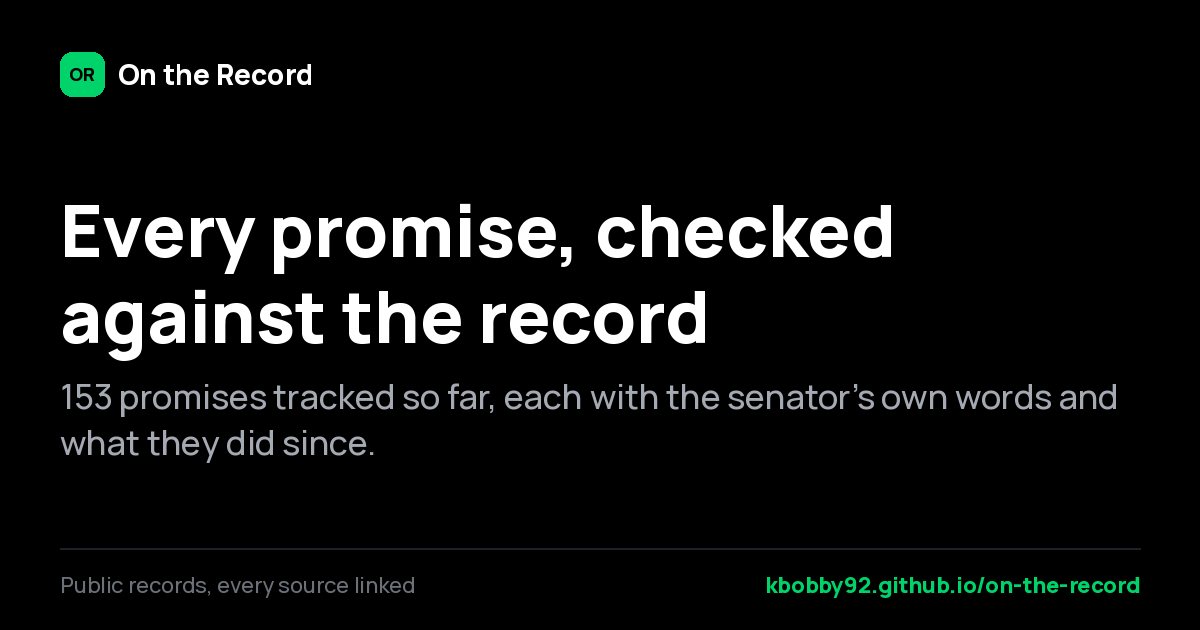 OR On the Record
Every promise, checked
against the record
153 promises tracked so far, each with the senator’s own words and
what they did since.
Public records, every source linked
kbobby92.github.io/on-the-record